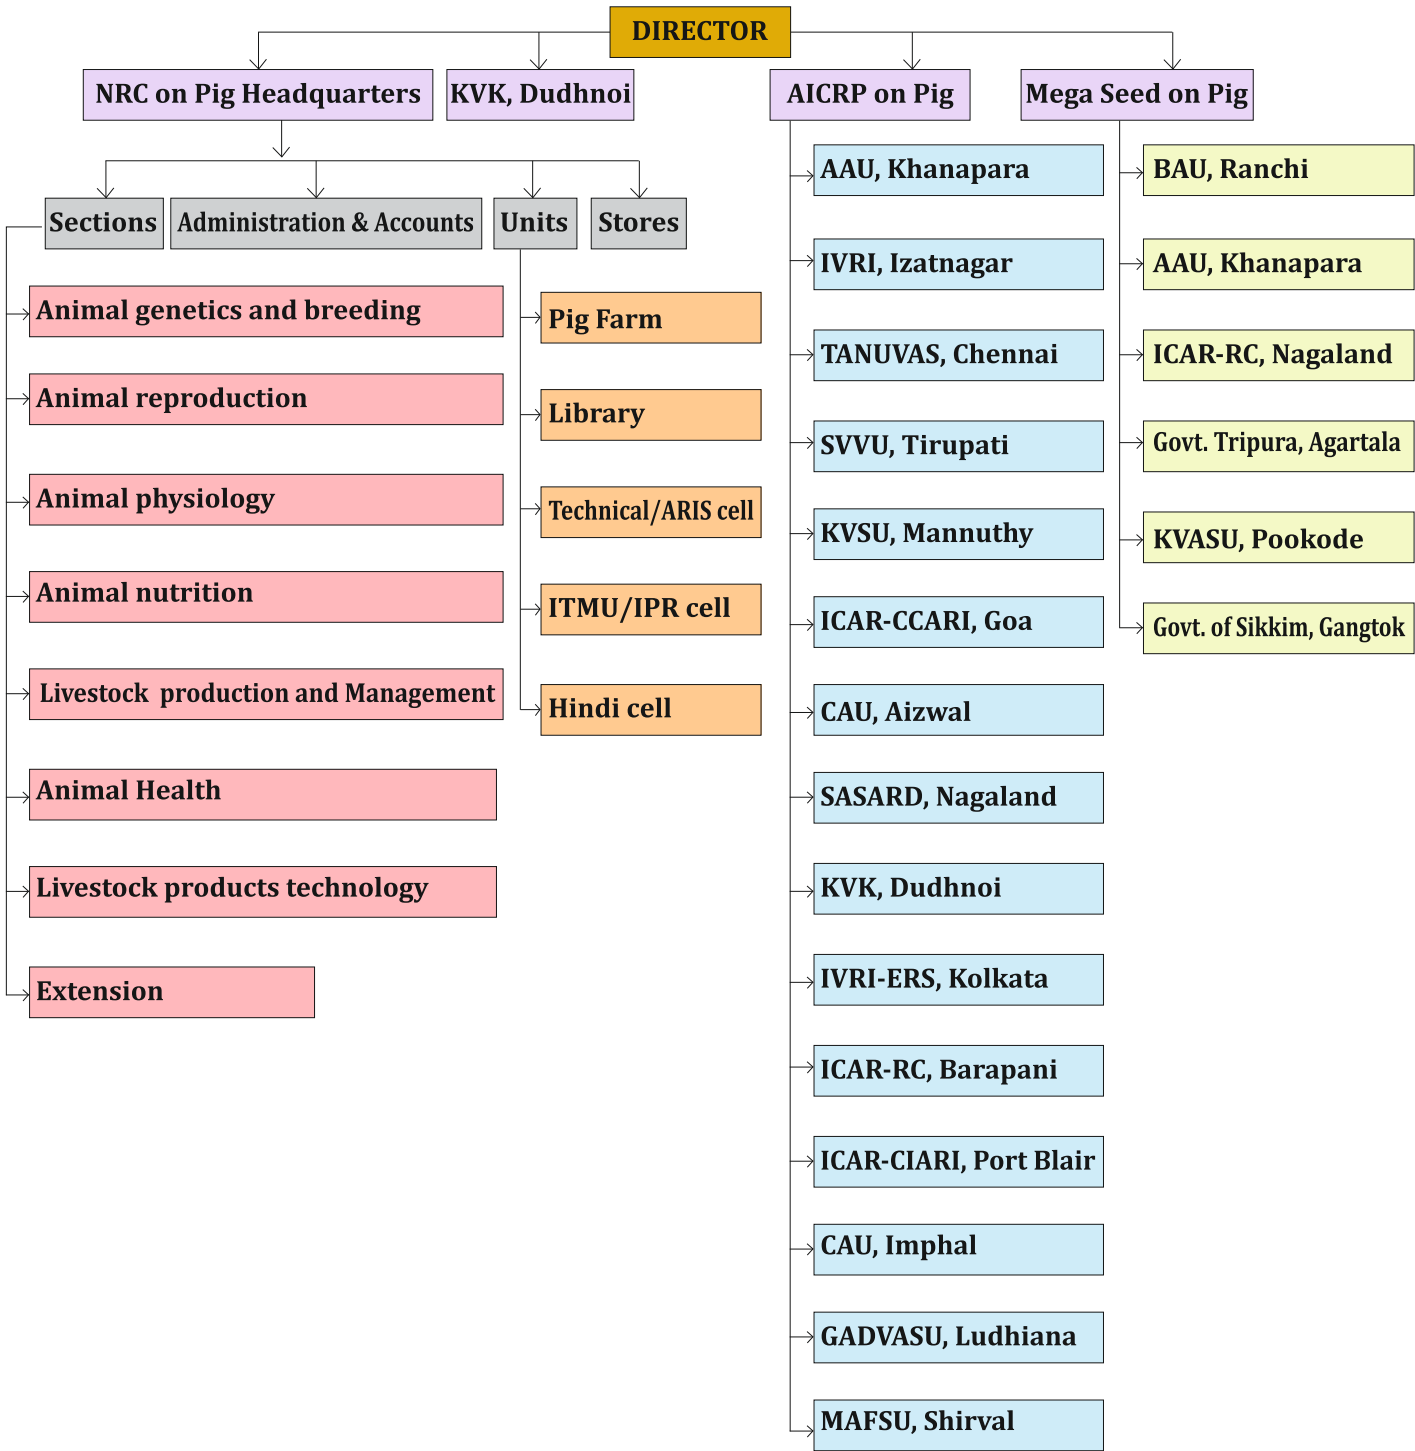 DIRECTOR
NRC on Pig Headquarters
KVK, Dudhnoi
AICRP on Pig
Mega Seed on Pig
Sections
Administration & Accounts
Units
Stores
Animal genetics and breeding
Animal reproduction
Animal physiology
Animal nutrition
Livestock production and Management
Animal Health
Livestock products technology
Extension
Pig Farm
Library
Technical/ARIS cell
ITMU/IPR cell
Hindi cell
AAU, Khanapara
IVRI, Izatnagar
TANUVAS, Chennai
SVVU, Tirupati
KVSU, Mannuthy
ICAR-CCARI, Goa
CAU, Aizwal
SASARD, Nagaland
KVK, Dudhnoi
IVRI-ERS, Kolkata
ICAR-RC, Barapani
ICAR-CIARI, Port Blair
CAU, Imphal
GADVASU, Ludhiana
MAFSU, Shirval
BAU, Ranchi
AAU, Khanapara
ICAR-RC, Nagaland
Govt. Tripura, Agartala
KVASU, Pookode
Govt. of Sikkim, Gangtok